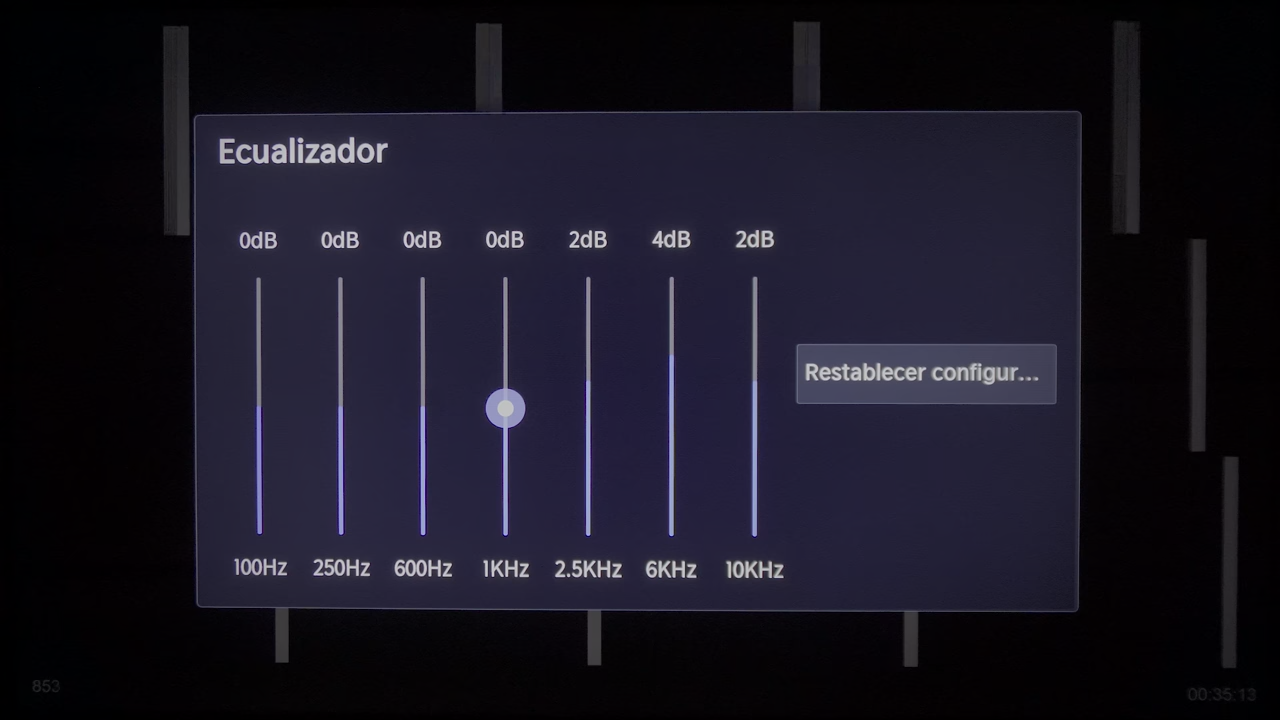 Ecualizador
0dB 0dB 0dB 0dB 2dB 4dB 2dB
Restablecer configur...
100Hz 250Hz 600Hz 1KHz 2.5KHz 6KHz 10KHz
853
00:35:13